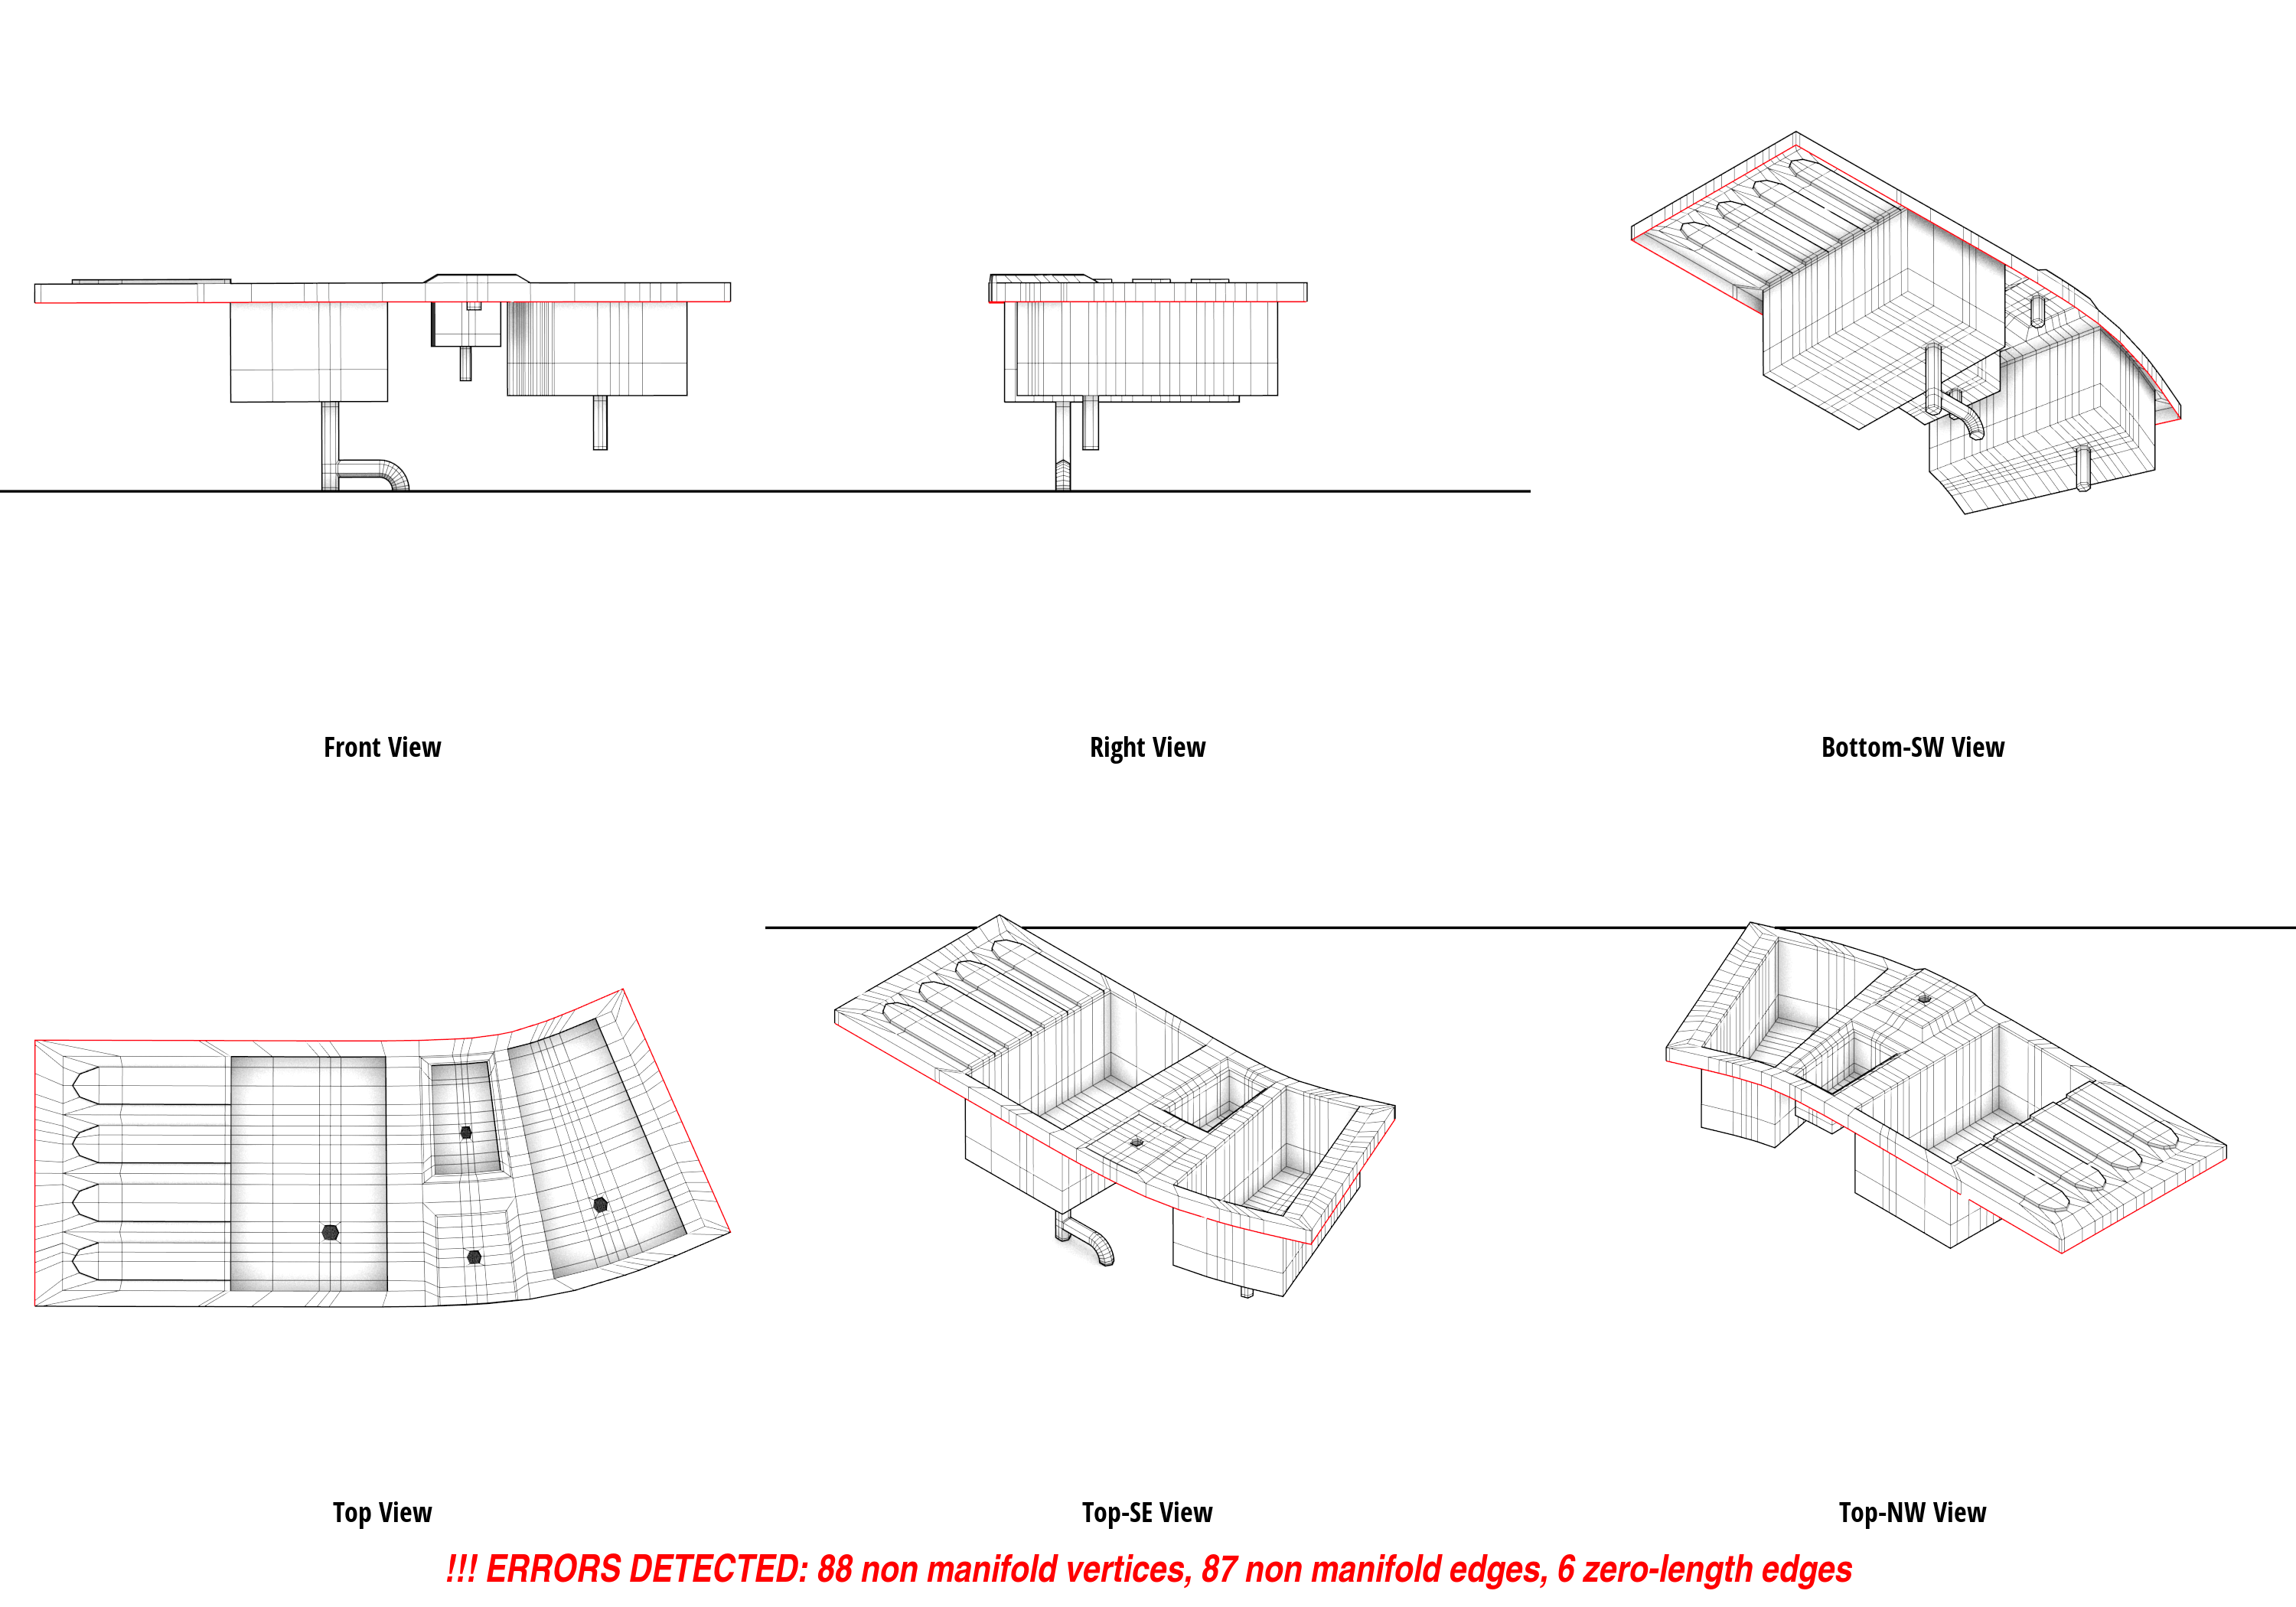 Front View
Right View
Bottom-SW View
Top View
Top-SE View
Top-NW View
!!! ERRORS DETECTED: 88 non manifold vertices, 87 non manifold edges, 6 zero-length edges